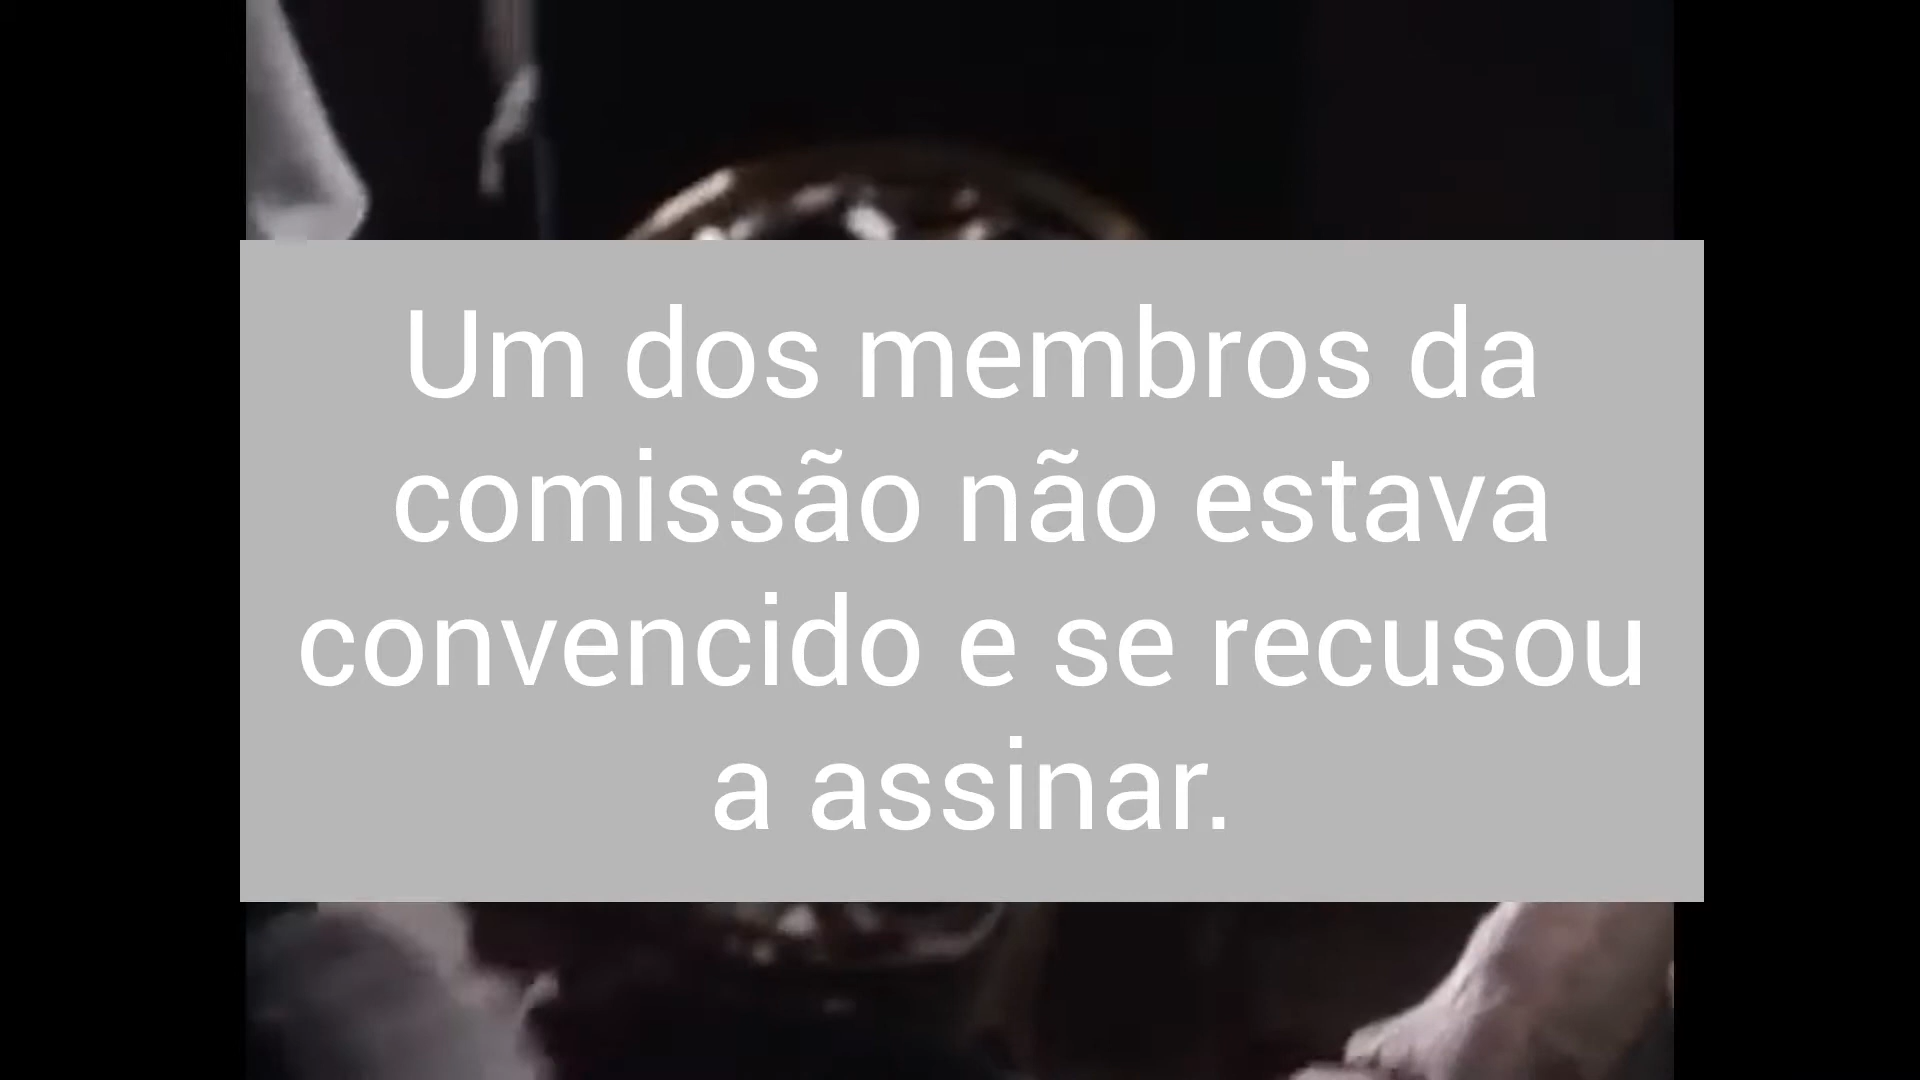 Um dos membros da
comissão não estava
convencido e se recusou
a assinar.